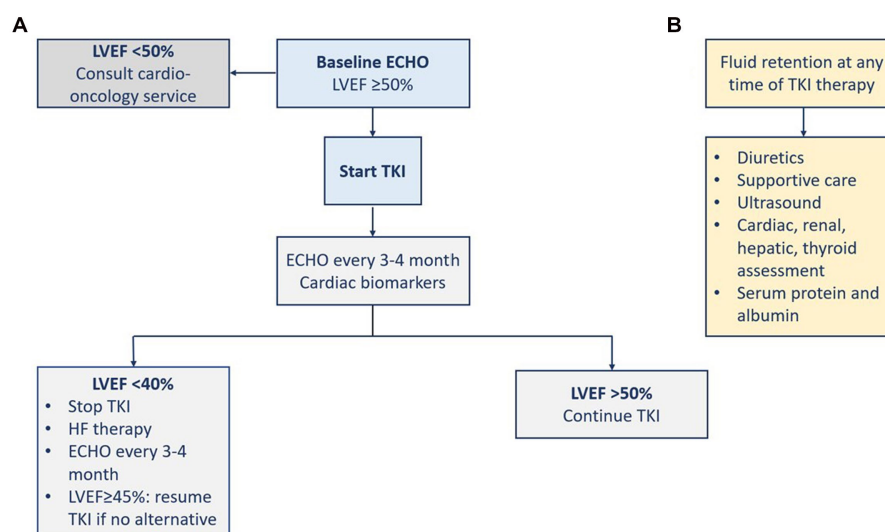 A
LVEF <50%
Consult cardio-
oncology service
Baseline ECHO
LVEF ≥50%
Start TKI
ECHO every 3-4 month
Cardiac biomarkers
LVEF <40%
• Stop TKI
• HF therapy
• ECHO every 3-4
month
• LVEF≥45%: resume
TKI if no alternative
LVEF >50%
Continue TKI
B
Fluid retention at any
time of TKI therapy
• Diuretics
• Supportive care
• Ultrasound
• Cardiac, renal,
hepatic, thyroid
assessment
• Serum protein and
albumin